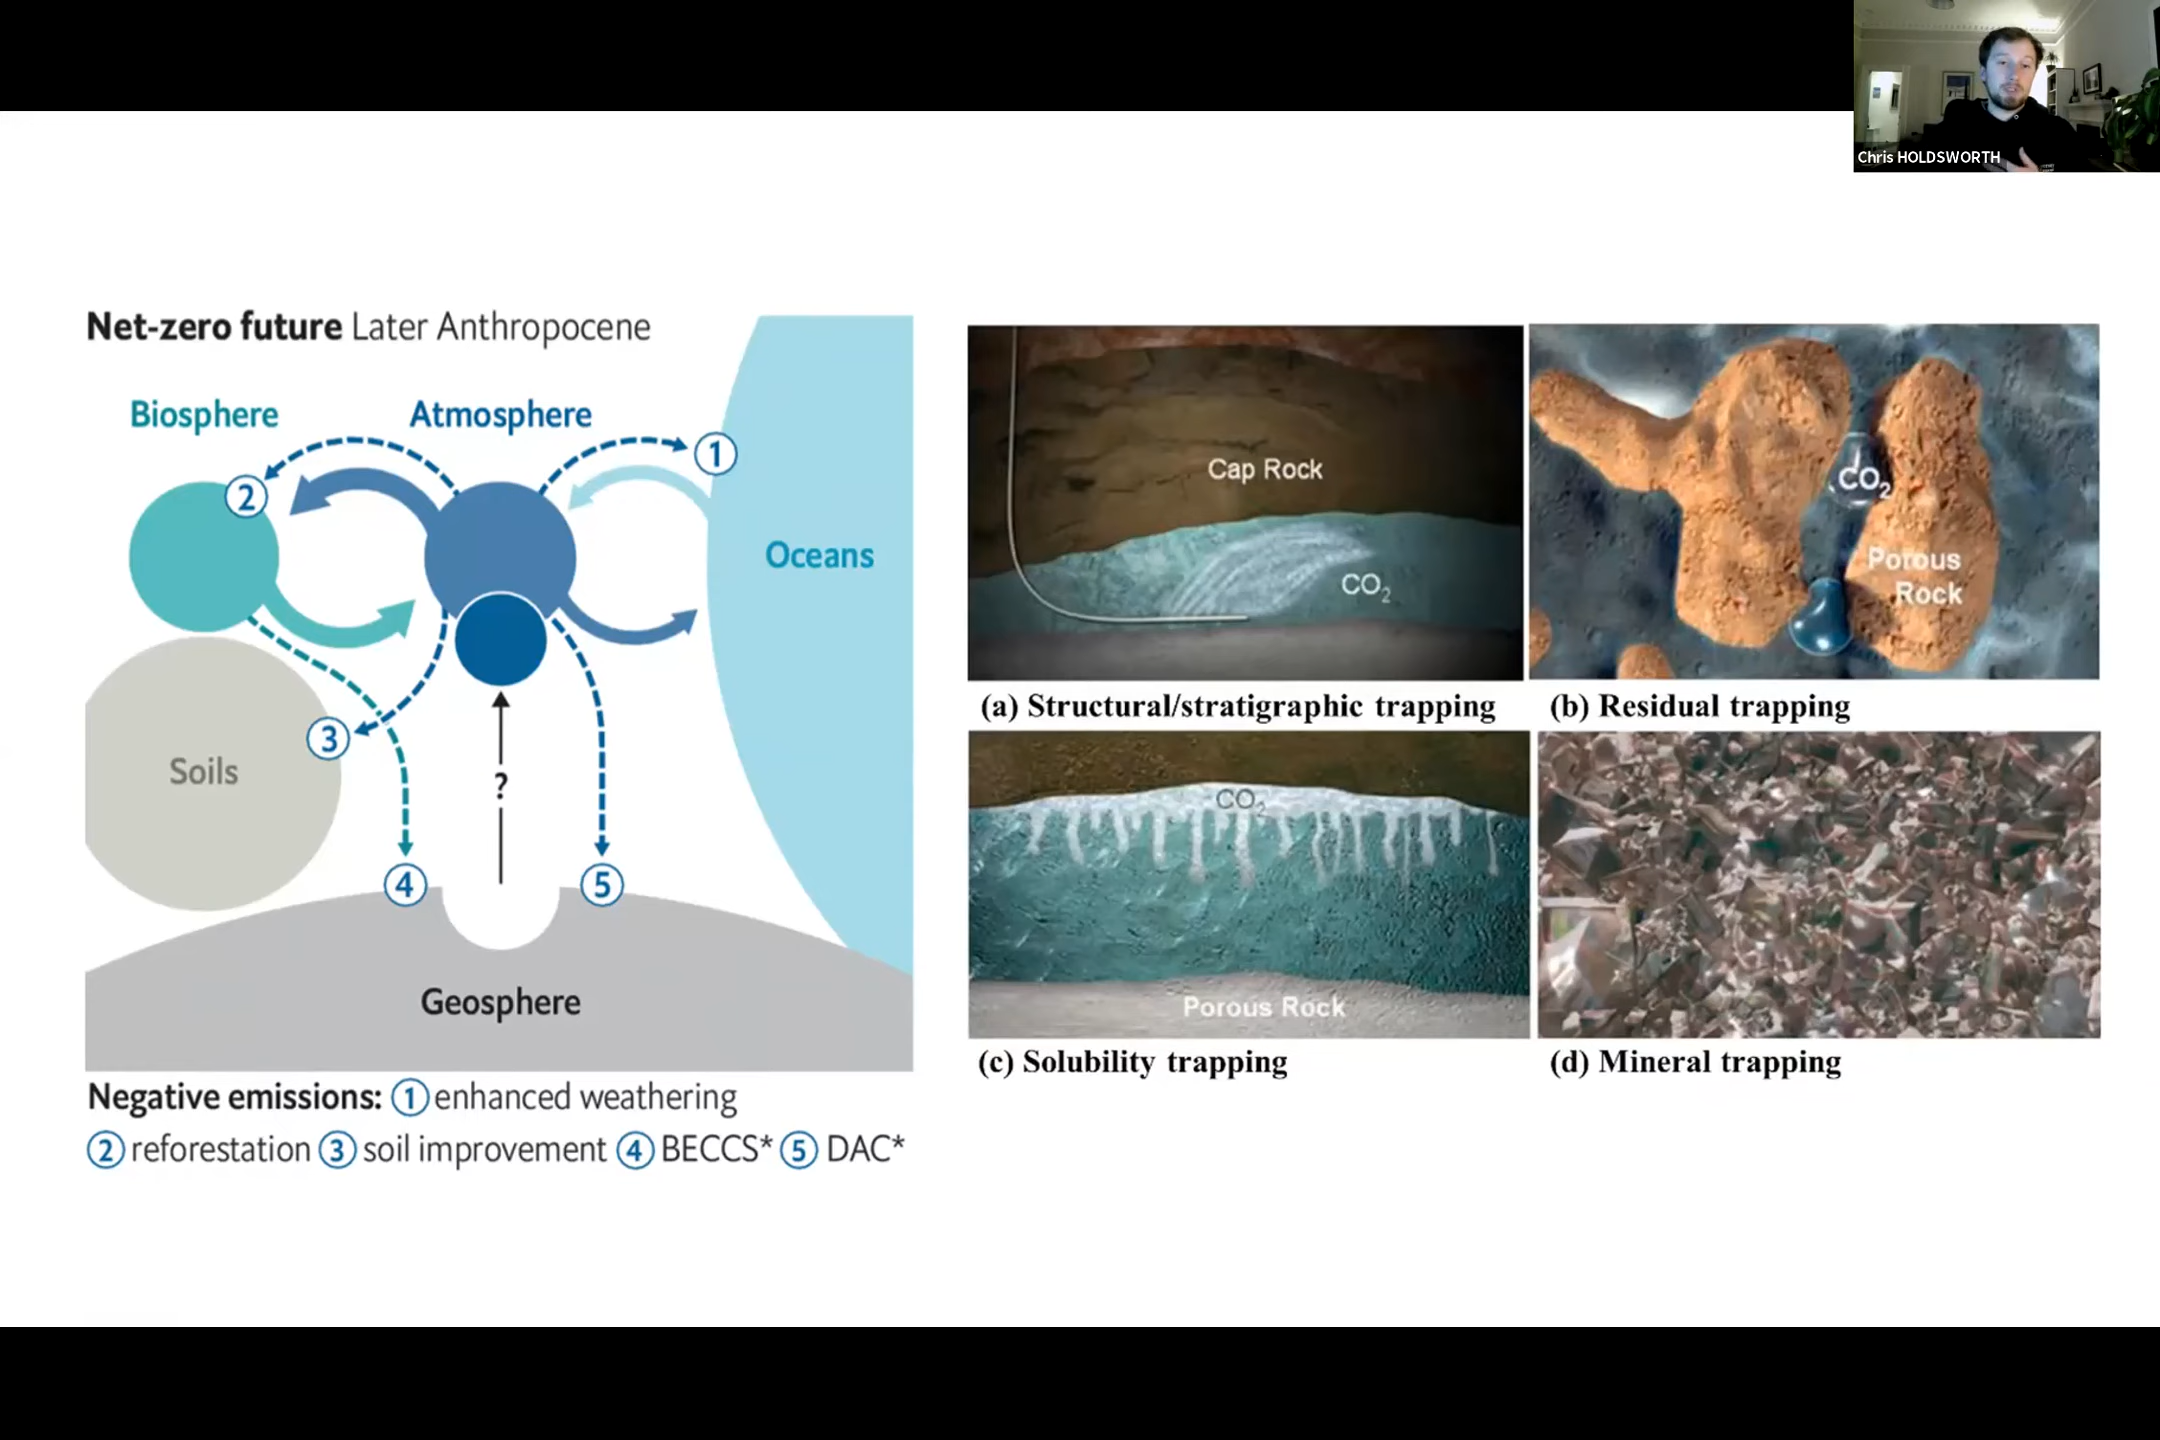 Chris HOLDSWORTH
Net-zero future Later Anthropocene
Biosphere
Atmosphere
1
2
Oceans
3
Soils
?
4
5
Geosphere
Negative emissions: 1 enhanced weathering
2 reforestation 3 soil improvement 4 BECCS* 5 DAC*
Cap Rock
CO₂
(a) Structural/stratigraphic trapping
CO₂
Porous
Rock
(b) Residual trapping
CO₂
Porous Rock
(c) Solubility trapping
(d) Mineral trapping